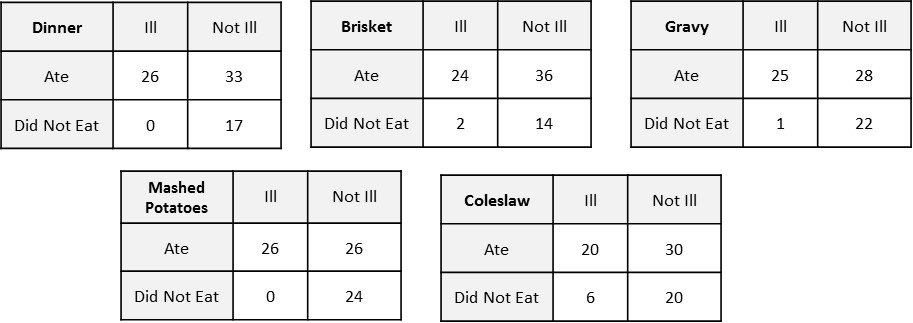 Dinner Ill Not Ill
Ate 26 33
Did Not Eat 0 17
Brisket Ill Not Ill
Ate 24 36
Did Not Eat 2 14
Gravy Ill Not Ill
Ate 25 28
Did Not Eat 1 22
Mashed
Potatoes Ill Not Ill
Ate 26 26
Did Not Eat 0 24
Coleslaw Ill Not Ill
Ate 20 30
Did Not Eat 6 20